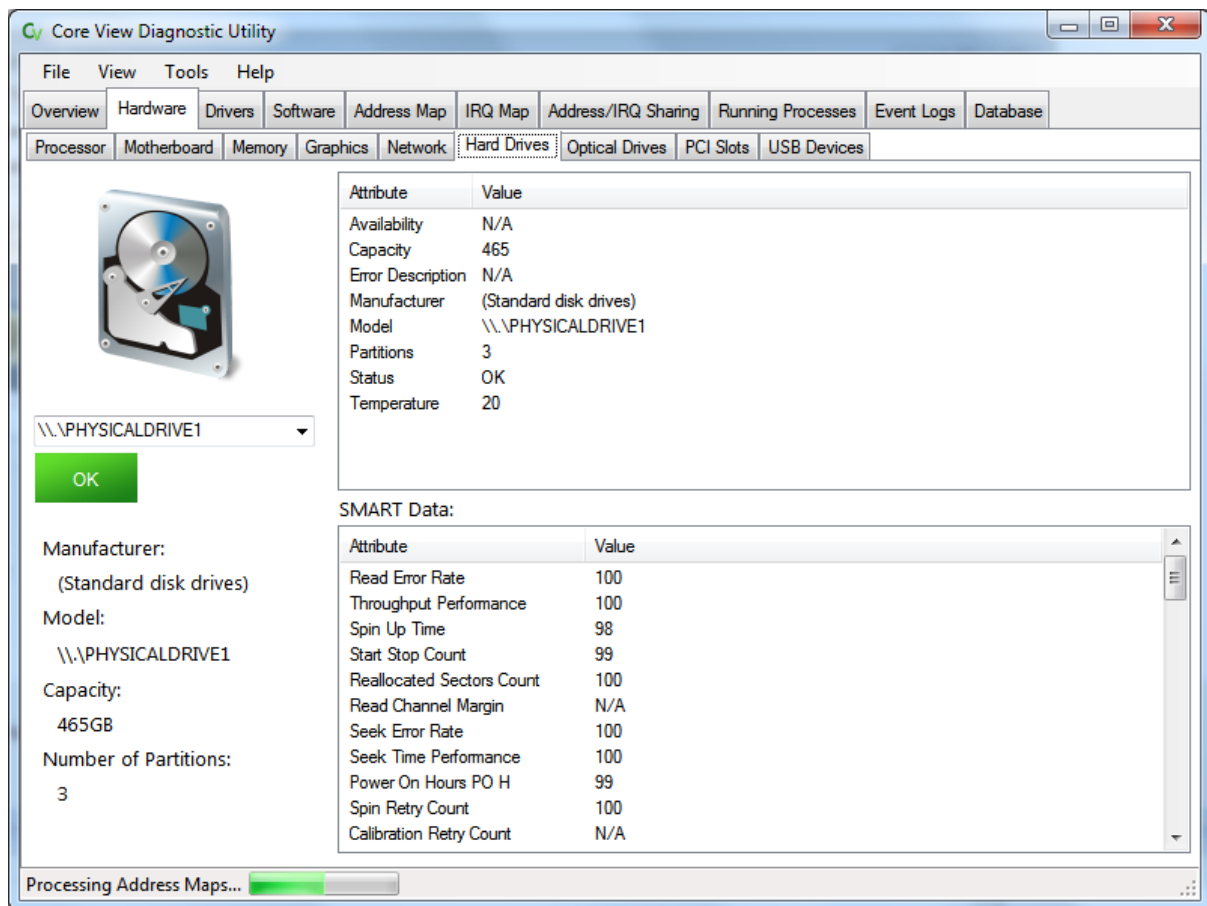 Cv Core View Diagnostic Utility
File View Tools Help
Overview Hardware Drivers Software Address Map IRQ Map Address/IRQ Sharing Running Processes Event Logs Database
Processor Motherboard Memory Graphics Network Hard Drives Optical Drives PCI Slots USB Devices
\\.\PHYSICALDRIVE1
OK
Manufacturer:
(Standard disk drives)
Model:
\\.\PHYSICALDRIVE1
Capacity:
465GB
Number of Partitions:
3
Attribute Value
Availability N/A
Capacity 465
Error Description N/A
Manufacturer (Standard disk drives)
Model \\.\PHYSICALDRIVE1
Partitions 3
Status OK
Temperature 20
SMART Data:
Attribute Value
Read Error Rate 100
Throughput Performance 100
Spin Up Time 98
Start Stop Count 99
Reallocated Sectors Count 100
Read Channel Margin N/A
Seek Error Rate 100
Seek Time Performance 100
Power On Hours PO H 99
Spin Retry Count 100
Calibration Retry Count N/A
Processing Address Maps...